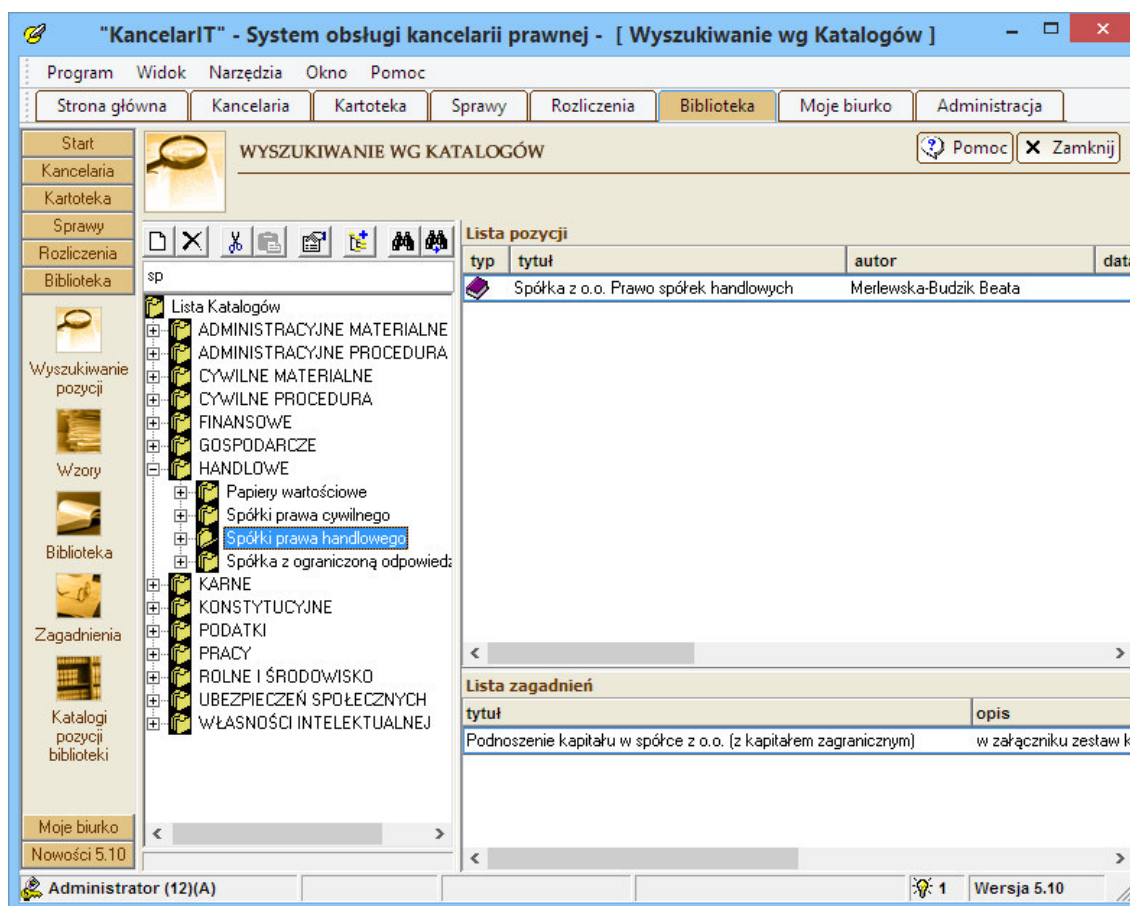 "KancelarIT" - System obsługi kancelarii prawnej - [ Wyszukiwanie wg Katalogów ]
Program Widok Narzędzia Okno Pomoc
Strona główna Kancelaria Kartoteka Sprawy Rozliczenia Biblioteka Moje biurko Administracja
Start
Kancelaria
Kartoteka
Sprawy
Rozliczenia
Biblioteka
Wyszukiwanie
pozycji
Wzory
Biblioteka
Zagadnienia
Katalogi
pozycji
biblioteki
Moje biurko
Nowości 5.10
WYSZUKIWANIE WG KATALOGÓW
Pomoc Zamknij
sp
Lista Katalogów
ADMINISTRACYJNE MATERIALNE
ADMINISTRACYJNE PROCEDURA
CYWILNE MATERIALNE
CYWILNE PROCEDURA
FINANSOWE
GOSPODARCZE
HANDLOWE
Papiery wartościowe
Spółki prawa cywilnego
Spółki prawa handlowego
Spółka z ograniczoną odpowiedz
KARNE
KONSTYTUCYJNE
PODATKI
PRACY
ROLNE I ŚRODOWISKO
UBEZPIECZEŃ SPOŁECZNYCH
WŁASNOŚCI INTELEKTUALNEJ
Lista pozycji
typ tytuł autor data
Spółka z o.o. Prawo spółek handlowych Merlewska-Budzik Beata
Lista zagadnień
tytuł opis
Podnoszenie kapitału w spółce z o.o. (z kapitałem zagranicznym) w załączniku zestaw k
Administrator (12)(A) 1 Wersja 5.10